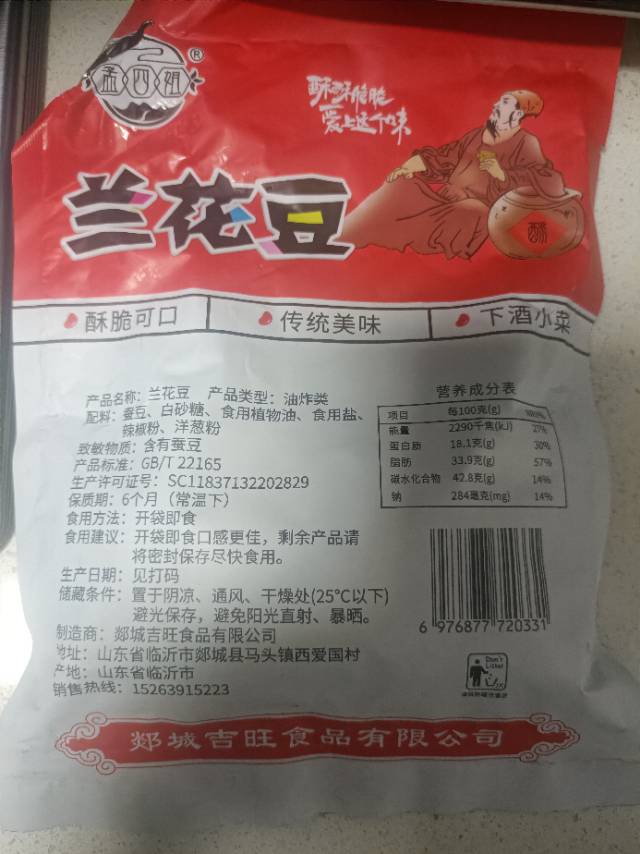 孟四祖®
酥酥脆脆
爱上这个味
兰花豆
酥
酥脆可口
传统美味
下酒小菜
产品名称：兰花豆 产品类型：油炸类
配料：蚕豆、白砂糖、食用植物油、食用盐、
辣椒粉、洋葱粉
致敏物质：含有蚕豆
产品标准：GB/T 22165
生产许可证号：SC11837132202829
保质期：6个月（常温下）
食用方法：开袋即食
食用建议：开袋即食口感更佳，剩余产品请
将密封保存尽快食用。
生产日期：见打码
储藏条件：置于阴凉、通风、干燥处(25℃以下)
避光保存，避免阳光直射、暴晒。
制造商：郯城吉旺食品有限公司
地址：山东省临沂市郯城县马头镇西爱国村
产地：山东省临沂市
销售热线：15263915223
营养成分表
项目 每100克(g) NRV%
能量 2290千焦(kJ) 27%
蛋白质 18.1克(g) 30%
脂肪 33.9克(g) 57%
碳水化合物 42.8克(g) 14%
钠 284毫克(mg) 14%
6 976877 720331
Don't
Litter
郯城吉旺食品有限公司